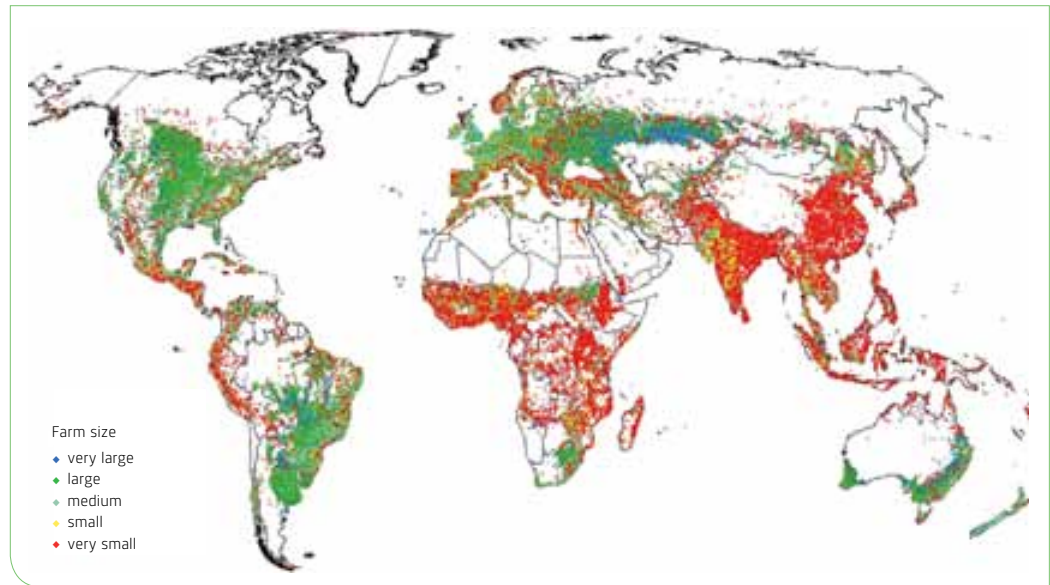 Farm size
very large
large
medium
small
very small